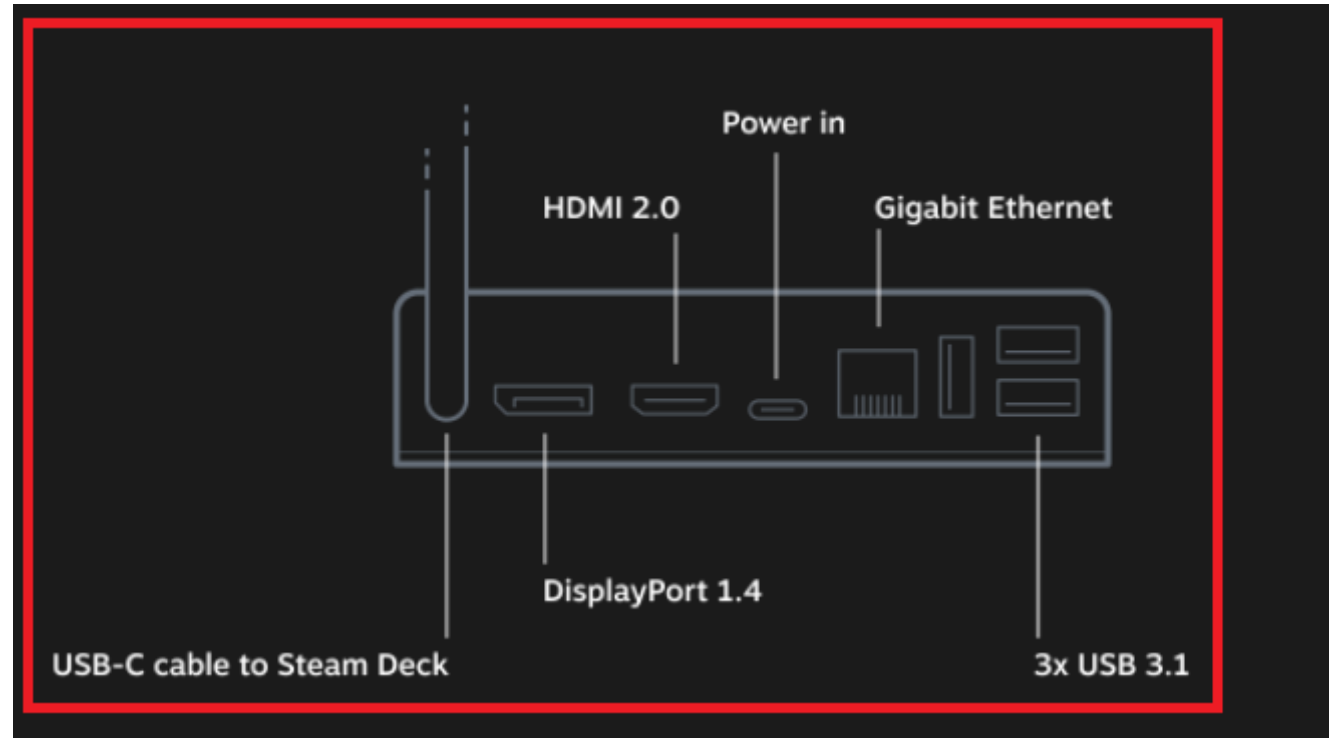 Power in
HDMI 2.0
Gigabit Ethernet
DisplayPort 1.4
USB-C cable to Steam Deck
3x USB 3.1